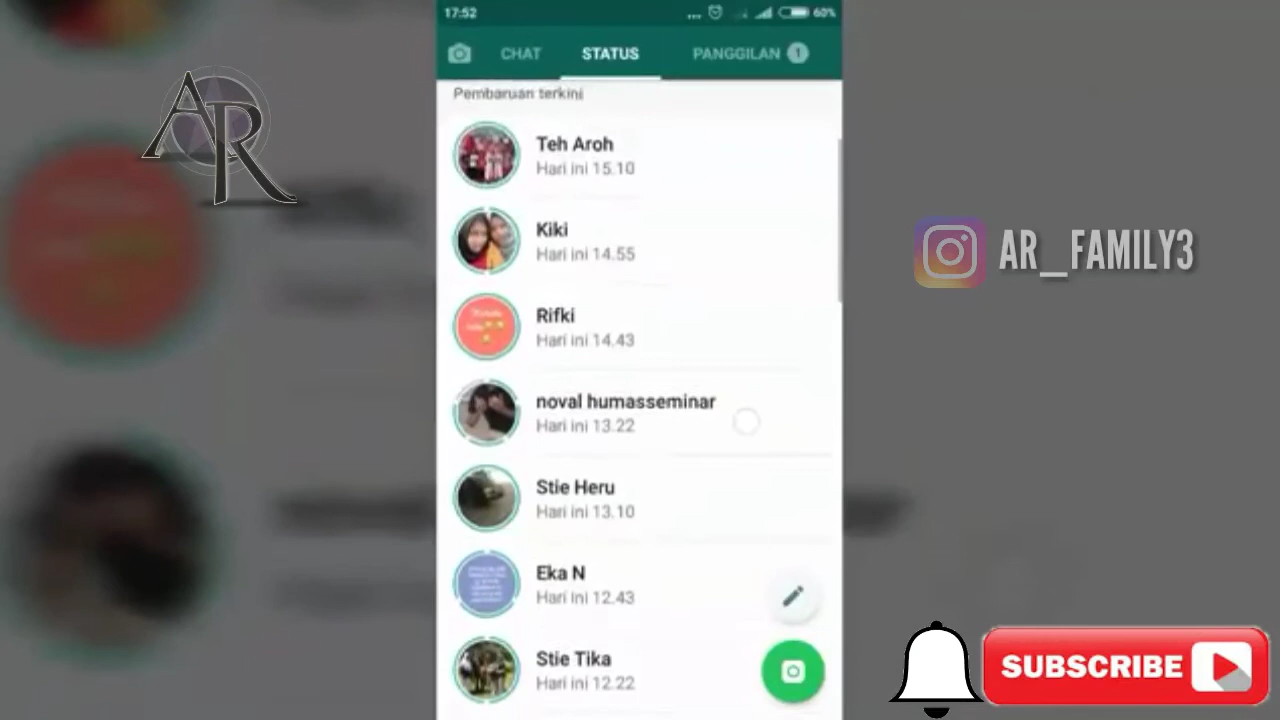 17:52
60%
CHAT
STATUS
PANGGILAN 1
Pembaruan terkini
AR
Teh Aroh
Hari ini 15.10
Kiki
Hari ini 14.55
AR_FAMILY3
Rifki
Hari ini 14.43
noval humasseminar
Hari ini 13.22
Stie Heru
Hari ini 13.10
Eka N
Hari ini 12.43
Stie Tika
Hari ini 12.22
SUBSCRIBE